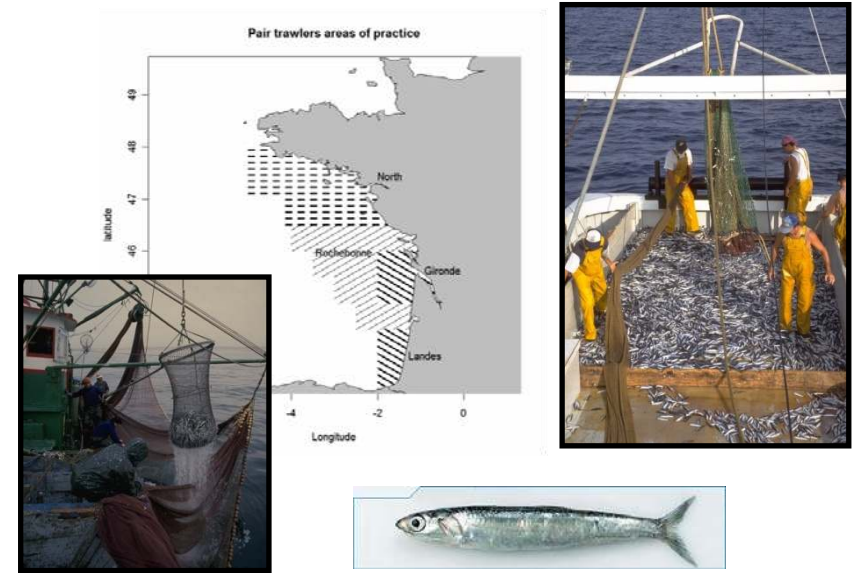 Pair trawlers areas of practice
49
48
47
46
latitude
North
Rochebonne
Gironde
Landes
-4
-2
0
Longitude